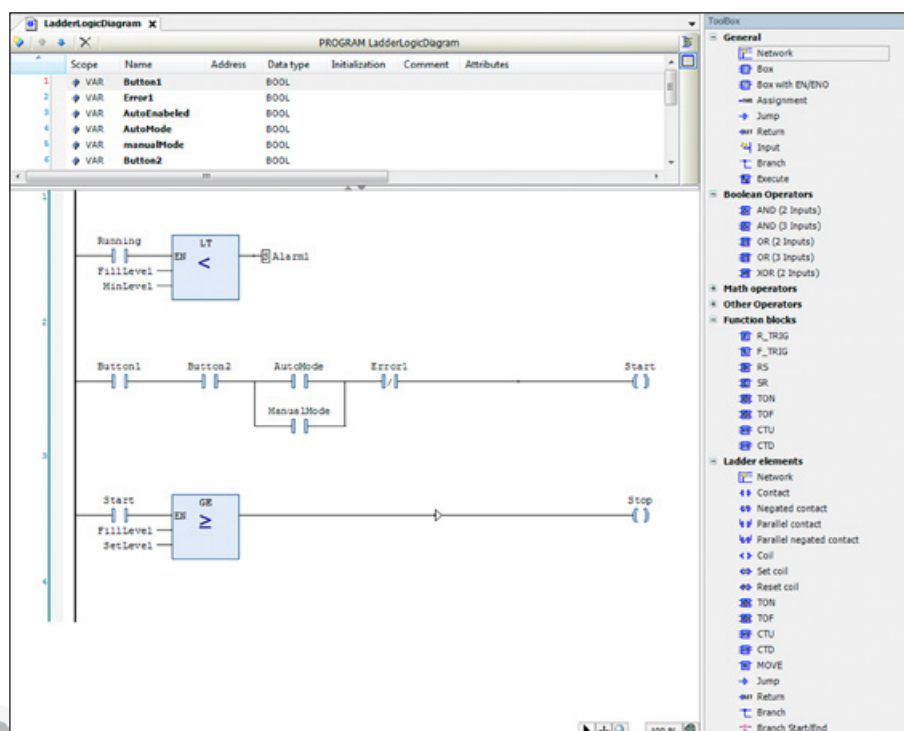 LadderLogicDiagram X
PROGRAM LadderLogicDiagram
Scope Name Address Data type Initialization Comment Attributes
1 VAR Button1 BOOL
2 VAR Error1 BOOL
3 VAR AutoEnabeled BOOL
4 VAR AutoMode BOOL
5 VAR manualMode BOOL
6 VAR Button2 BOOL
1
Running
LT
EN
<
Alarm1
FillLevel
MinLevel
2
Button1 Button2 AutoMode Error1 Start
ManualMode
3
Start
GE
EN
≥
Stop
FillLevel
SetLevel
4
100 %
ToolBox
General
Network
Box
Box with EN/ENO
Assignment
Jump
Return
Input
Branch
Execute
Boolean Operators
AND (2 Inputs)
AND (3 Inputs)
OR (2 Inputs)
OR (3 Inputs)
XOR (2 Inputs)
Math operators
Other Operators
Function blocks
R_TRIG
F_TRIG
RS
SR
TON
TOF
CTU
CTD
Ladder elements
Network
Contact
Negated contact
Parallel contact
Parallel negated contact
Coil
Set coil
Reset coil
TON
TOF
CTU
CTD
MOVE
Jump
Return
Branch
Branch Start/End